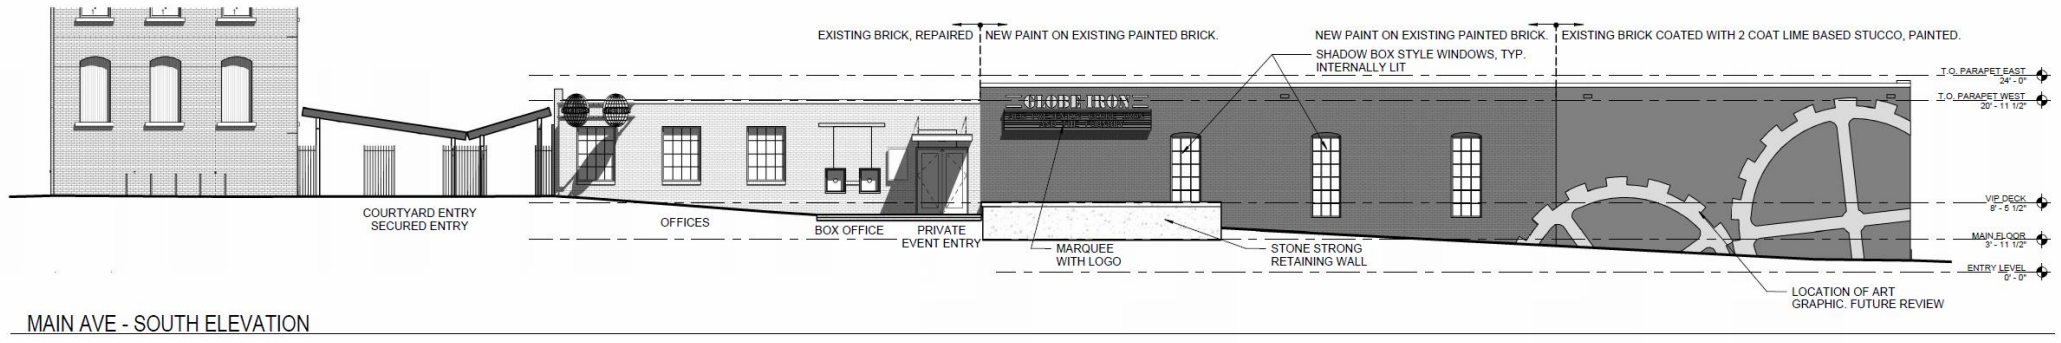 EXISTING BRICK, REPAIRED
NEW PAINT ON EXISTING PAINTED BRICK.
NEW PAINT ON EXISTING PAINTED BRICK.
EXISTING BRICK COATED WITH 2 COAT LIME BASED STUCCO, PAINTED.
SHADOW BOX STYLE WINDOWS, TYP.
INTERNALLY LIT
T.O. PARAPET EAST
24' - 0"
T.O. PARAPET WEST
20' - 11 1/2"
GLOBE IRON
VIP DECK
8' - 5 1/2"
COURTYARD ENTRY
SECURED ENTRY
OFFICES
BOX OFFICE
PRIVATE
EVENT ENTRY
MARQUEE
WITH LOGO
STONE STRONG
RETAINING WALL
MAIN FLOOR
3' - 11 1/2"
ENTRY LEVEL
0' - 0"
LOCATION OF ART
GRAPHIC. FUTURE REVIEW
MAIN AVE - SOUTH ELEVATION